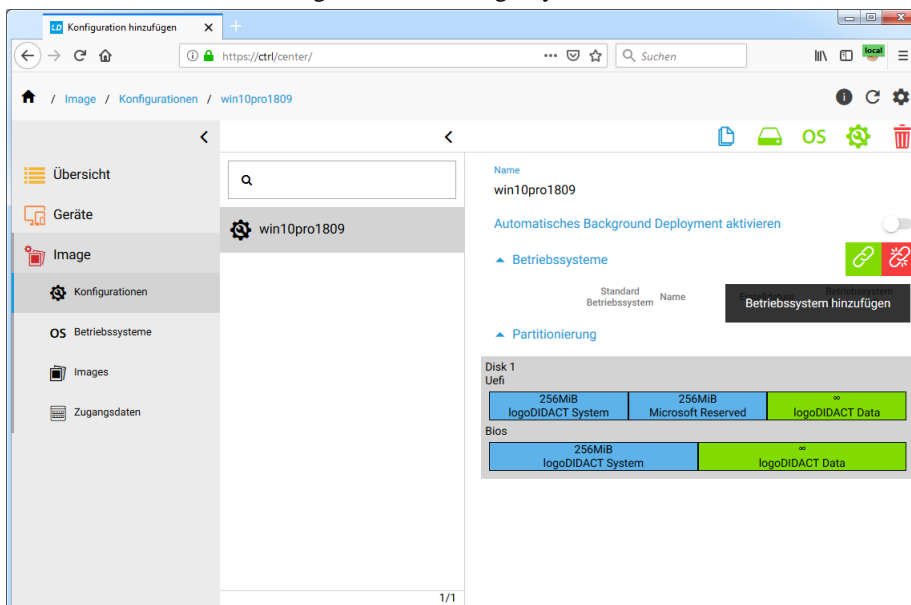 LD Konfiguration hinzufügen X +
https://ctrl/center/ ... Suchen local
/ Image / Konfigurationen / win10pro1809
OS
Übersicht
Geräte
Image
Konfigurationen
OS Betriebssysteme
Images
Zugangsdaten
win10pro1809
1/1
Name
win10pro1809
Automatisches Background Deployment aktivieren
Betriebssysteme
Standard
Betriebssystem Name Betriebssystem
Betriebssystem hinzufügen
Partitionierung
Disk 1
Uefi
256MiB 256MiB ∞
logoDIDACT System Microsoft Reserved logoDIDACT Data
Bios
256MiB ∞
logoDIDACT System logoDIDACT Data